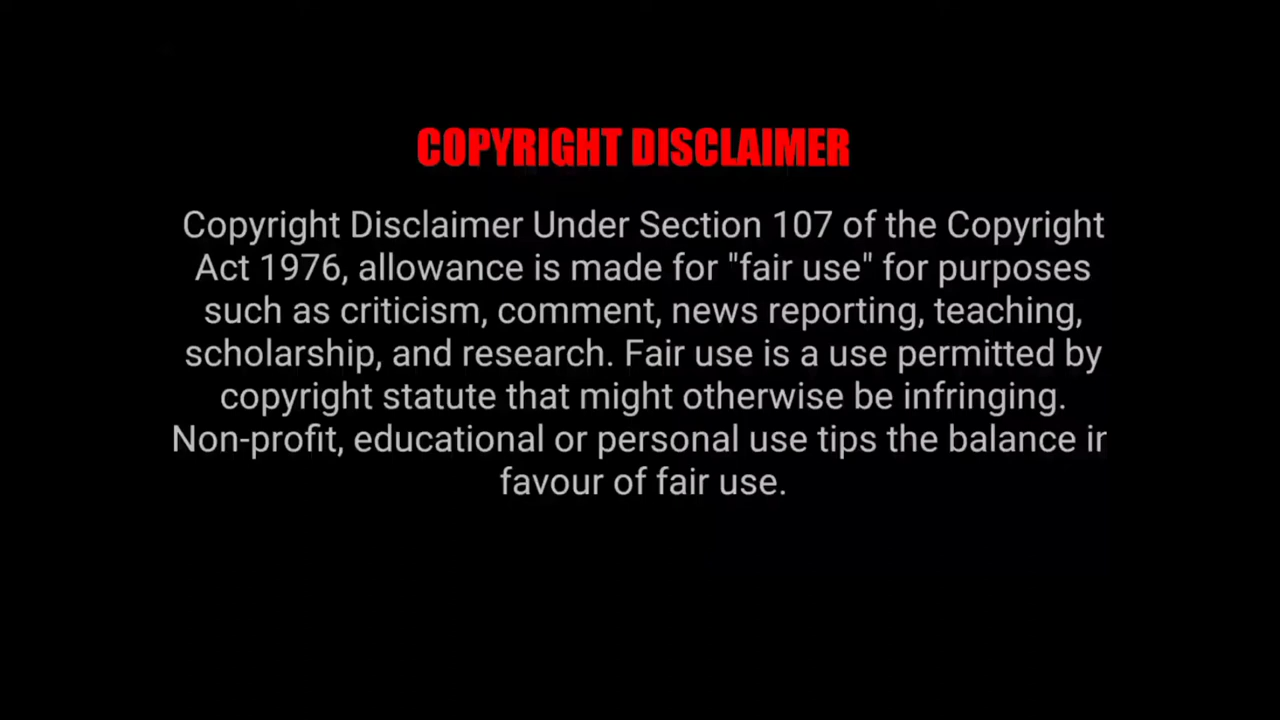 COPYRIGHT DISCLAIMER
Copyright Disclaimer Under Section 107 of the Copyright
Act 1976, allowance is made for "fair use" for purposes
such as criticism, comment, news reporting, teaching,
scholarship, and research. Fair use is a use permitted by
copyright statute that might otherwise be infringing.
Non-profit, educational or personal use tips the balance in
favour of fair use.